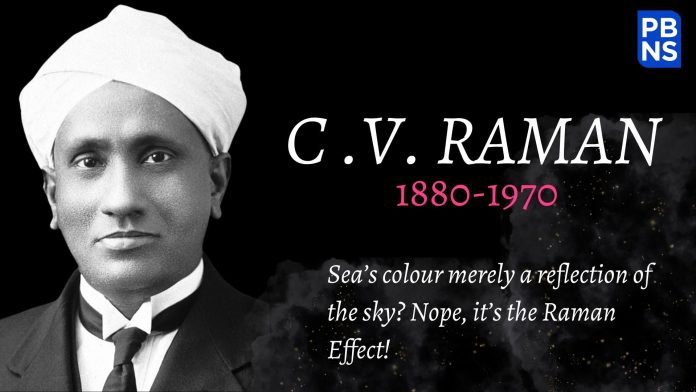 PB
NS
C .V. RAMAN
1880-1970
Sea's colour merely a reflection of
the sky? Nope, it's the Raman
Effect!